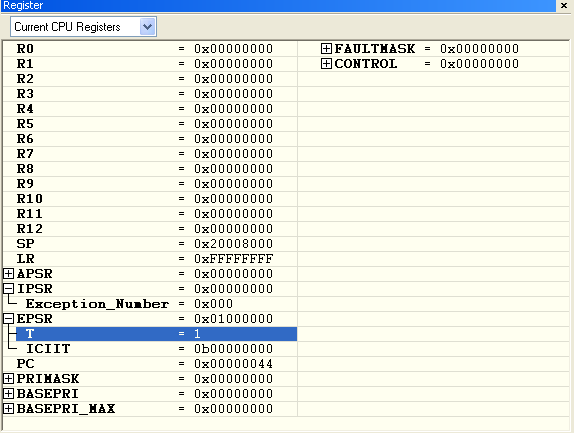 Register
Current CPU Registers
R0 = 0x00000000 FAULTMASK = 0x00000000
R1 = 0x00000000 CONTROL = 0x00000000
R2 = 0x00000000
R3 = 0x00000000
R4 = 0x00000000
R5 = 0x00000000
R6 = 0x00000000
R7 = 0x00000000
R8 = 0x00000000
R9 = 0x00000000
R10 = 0x00000000
R11 = 0x00000000
R12 = 0x00000000
SP = 0x20008000
LR = 0xFFFFFFFF
APSR = 0x00000000
IPSR = 0x00000000
Exception_Number = 0x000
EPSR = 0x01000000
T = 1
ICIIT = 0b00000000
PC = 0x00000044
PRIMASK = 0x00000000
BASEPRI = 0x00000000
BASEPRI_MAX = 0x00000000